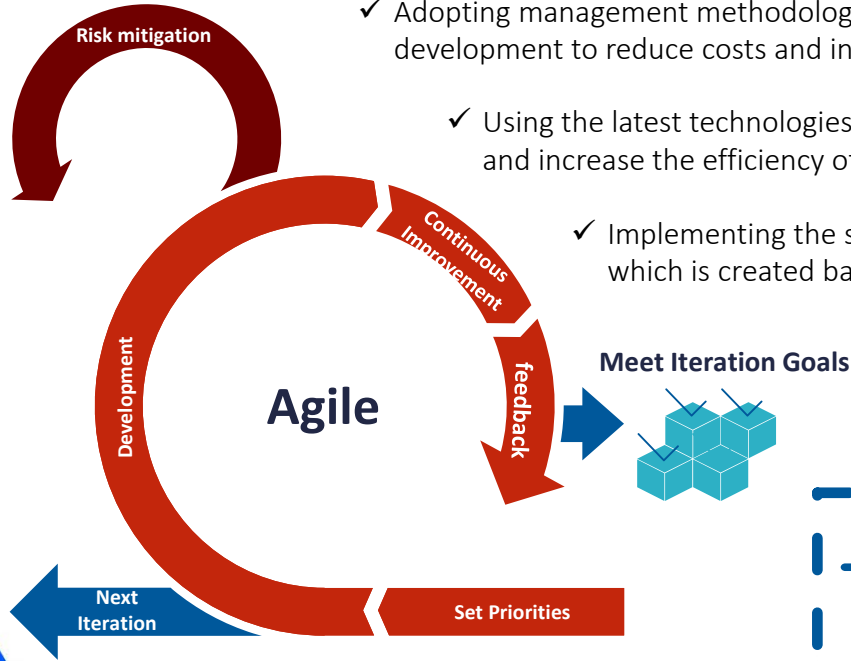 Risk mitigation
✓ Adopting management methodolog
development to reduce costs and in
✓ Using the latest technologies
and increase the efficiency of
✓ Implementing the s
which is created ba
Continuous
Improvement
Meet Iteration Goals
feedback
Development
Agile
Next
Iteration
Set Priorities